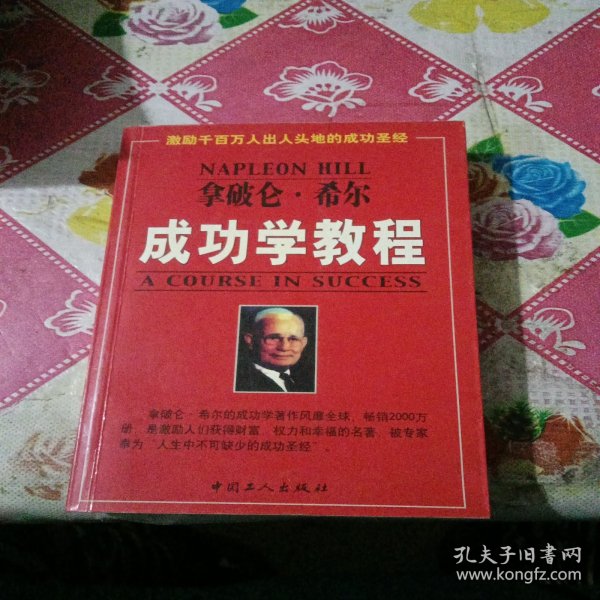 激励千百万人出人头地的成功圣经
NAPLEON HILL
拿破仑·希尔
成功学教程
A COURSE IN SUCCESS
拿破仑·希尔的成功学著作风靡全球，畅销2000万
册，是激励人们获得财富、权力和幸福的名著，被专家
奉为“人生中不可缺少的成功圣经”。
中国工人出版社
孔夫子旧书网
www.kongfz.com